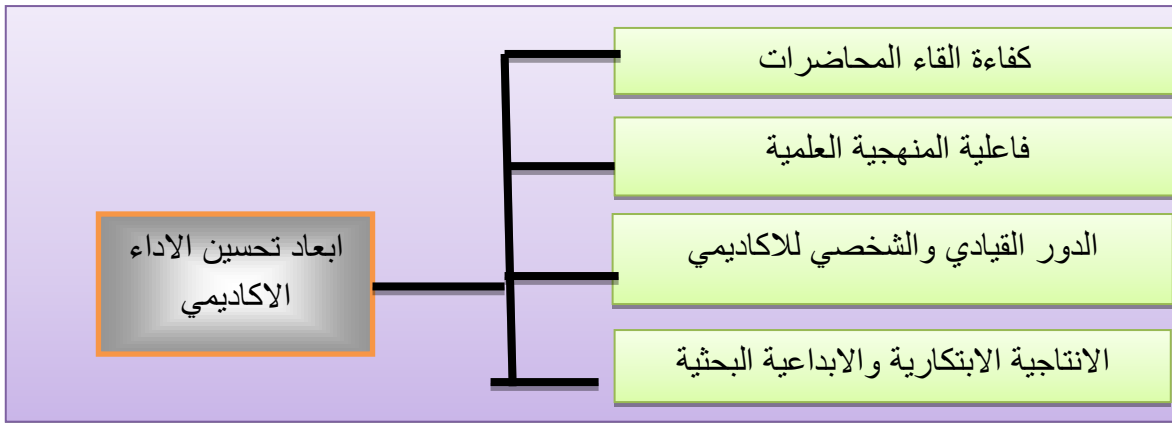 كفاءة القاء المحاضرات
فاعلية المنهجية العلمية
ابعاد تحسين الاداء
الاكاديمي
الدور القيادي والشخصي للاكاديمي
الانتاجية الابتكارية والابداعية البحثية